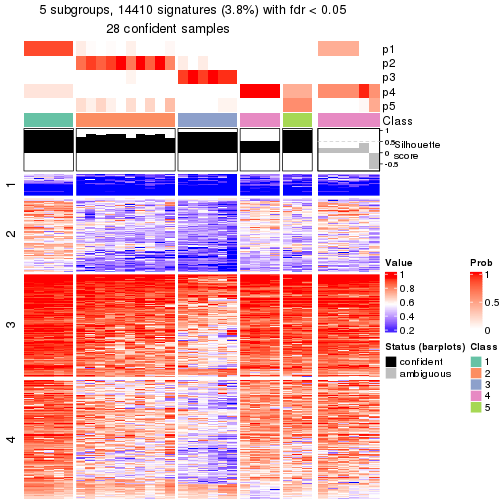 5 subgroups, 14410 signatures (3.8%) with fdr < 0.05
28 confident samples
p1
p2
p3
p4
p5
Class
1
0.5
0
-0.5
Silhouette
score
1
2
3
4
Value
1
0.8
0.6
0.4
0.2
Prob
1
0.5
0
Status (barplots)
confident
ambiguous
Class
1
2
3
4
5